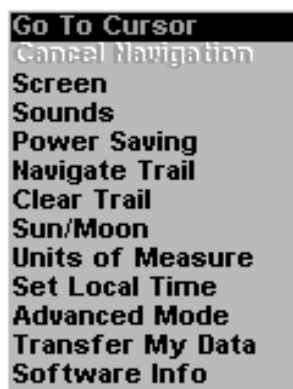 Go To Cursor
Cancel Navigation
Screen
Sounds
Power Saving
Navigate Trail
Clear Trail
Sun/Moon
Units of Measure
Set Local Time
Advanced Mode
Transfer My Data
Software Info